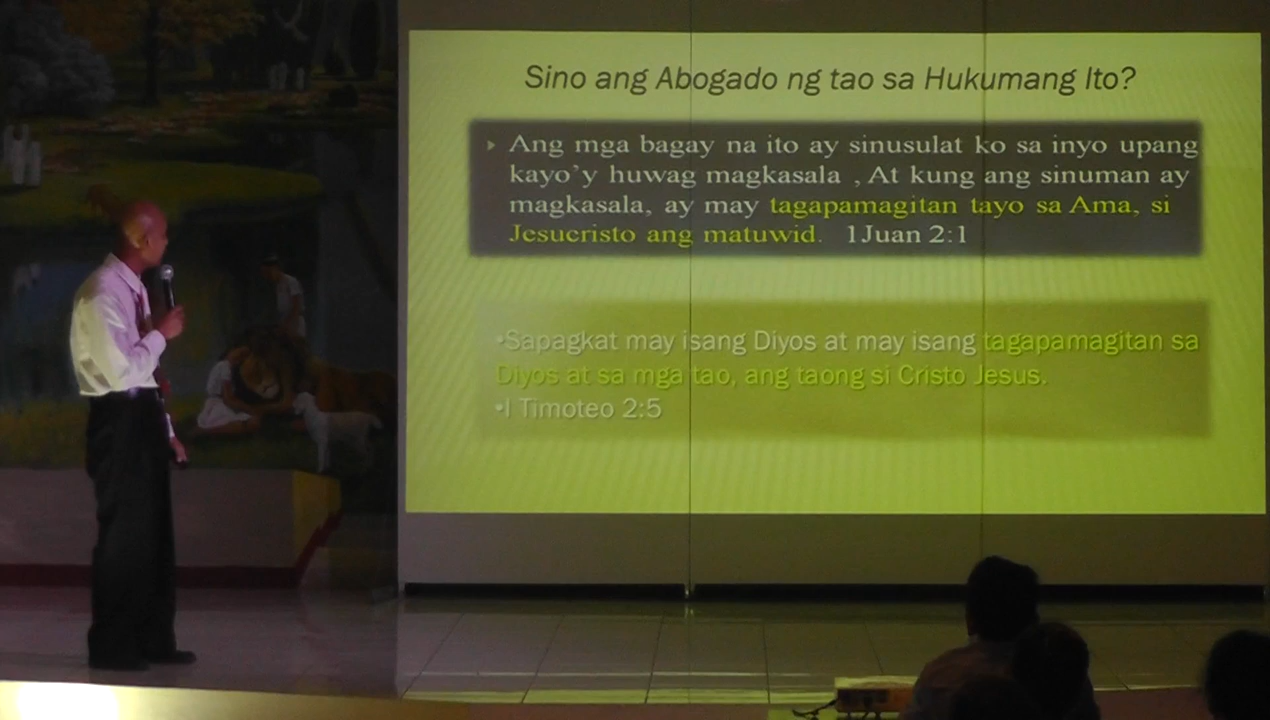 Sino ang Abogado ng tao sa Hukumang Ito?
Ang mga bagay na ito ay sinusulat ko sa inyo upang
kayo'y huwag magkasala , At kung ang sinuman ay
magkasala, ay may tagapamagitan tayo sa Ama, si
Jesucristo ang matuwid. 1Juan 2:1
•Sapagkat may isang Diyos at may isang tagapamagitan sa
Diyos at sa mga tao, ang taong si Cristo Jesus.
•I Timoteo 2:5